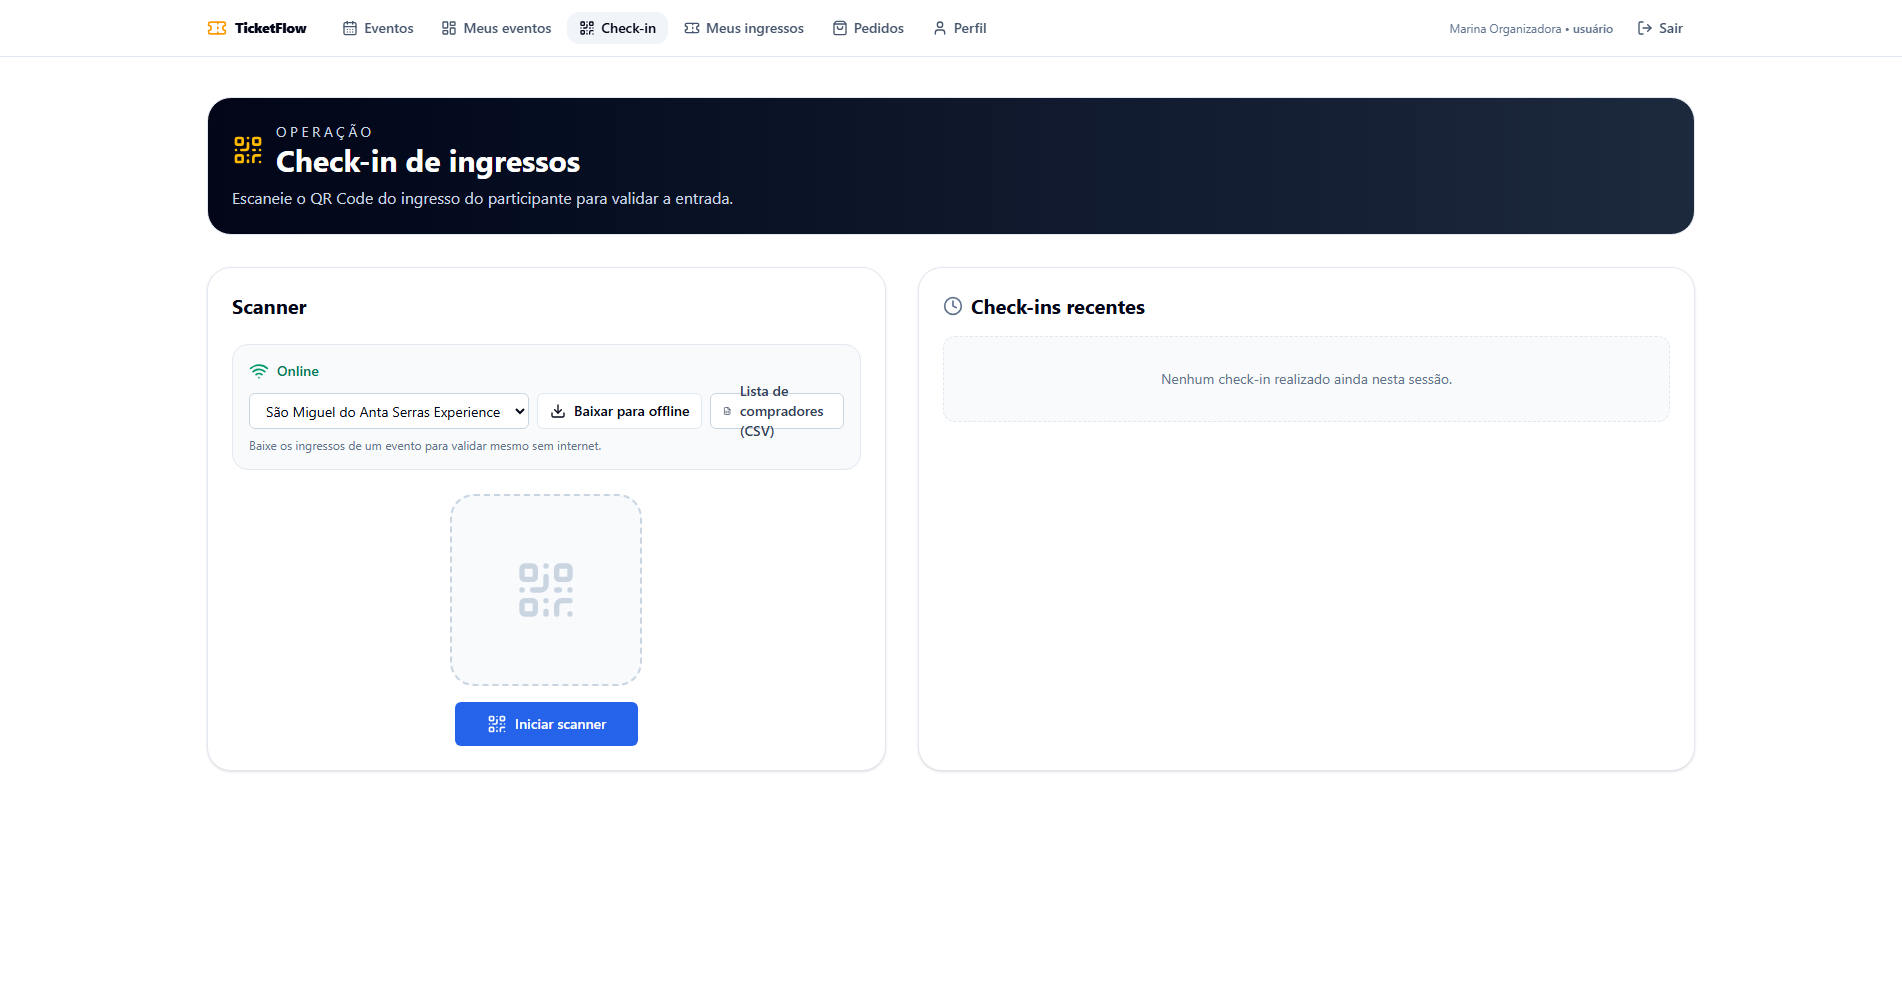 TicketFlow
Eventos
Meus eventos
Check-in
Meus ingressos
Pedidos
Perfil
Marina Organizadora • usuário
Sair
OPERAÇÃO
Check-in de ingressos
Escaneie o QR Code do ingresso do participante para validar a entrada.
Scanner
Online
São Miguel do Anta Serras Experience
Baixar para offline
Lista de
compradores
(CSV)
Baixe os ingressos de um evento para validar mesmo sem internet.
Iniciar scanner
Check-ins recentes
Nenhum check-in realizado ainda nesta sessão.